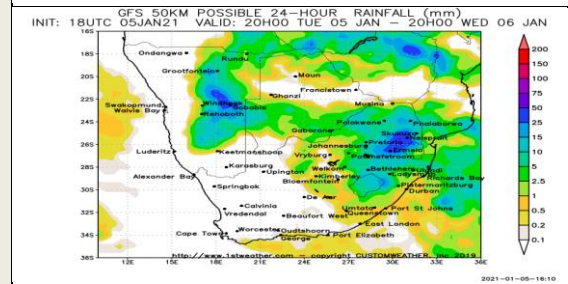 GFS 50KM POSSIBLE 24-HOUR RAINFALL (mm)
INIT: 18UTC 05JAN21 VALID: 20H00 TUE 05 JAN - 20H00 WED 06 JAN
16S
Ondangwa
Rundu
18S
Grootfontein
Maun
20S
Ghanzi
Francistown
22S
Swakopmund
Walvis Bay
Windhoek
Gobabis
Rehoboth
Musina
Polokwane
Phalaborwa
24S
Gaborone
Skukuza
Nelspruit
Pretoria
Johannesburg
Ermelo
26S
Luderitz
Keetmanshoop
Vryburg
Potchefstroom
Karasburg
Upington
Welkom
Bethlehem
Ladysmith
28S
Alexander Bay
Kimberley
Bloemfontein
Richards Bay
Springbok
Pietermaritzburg
Durban
30S
De Aar
Calvinia
Umtata
Port St Johns
Vredendal
Beaufort West
Queenstown
32S
East London
Cape Town
Worcester
Oudtshoorn
George
Port Elizabeth
34S
36S
http://www.1stweather.com - copyright CUSTOMWEATHER, inc 2019
12E 15E 18E 21E 24E 27E 30E 33E 36E
200
150
100
75
50
25
15
10
5
2.5
1
0.5
0.2
0.1
2021-01-05-16:10